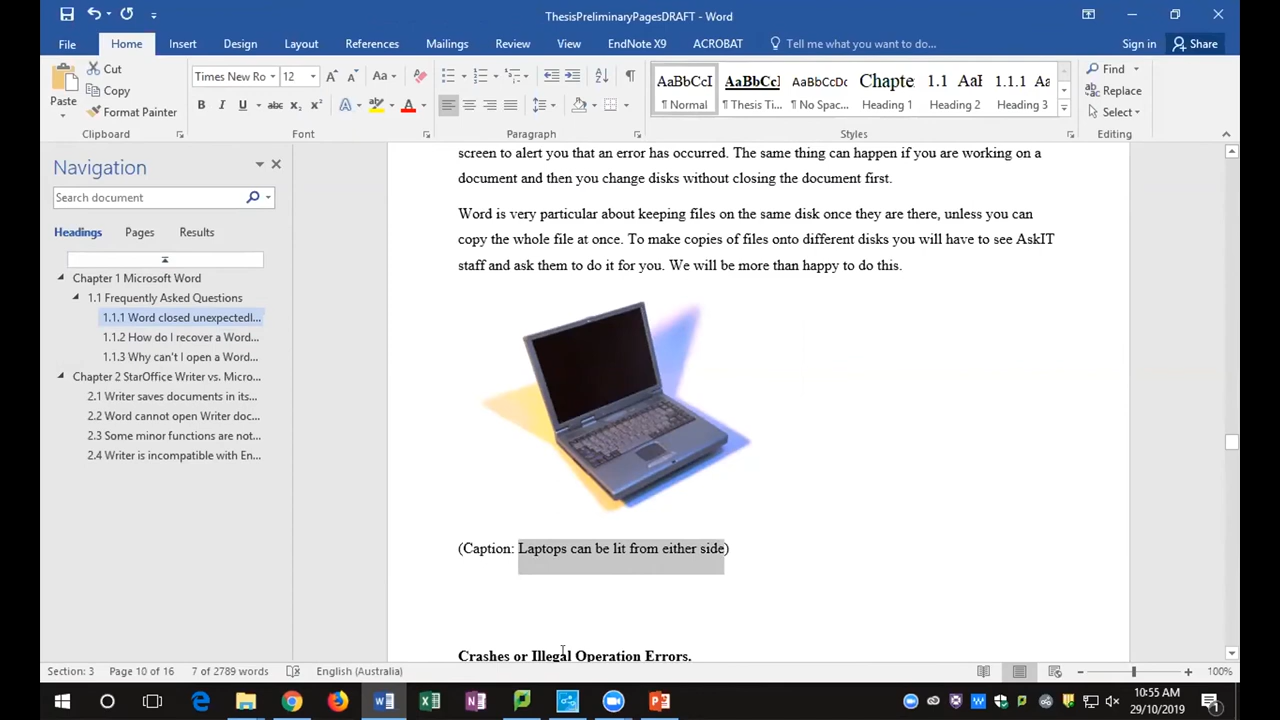 ThesisPreliminaryPagesDRAFT - Word
File Home Insert Design Layout References Mailings Review View EndNote X9 ACROBAT Tell me what you want to do... Sign in Share
Paste Cut Copy Format Painter Clipboard
Times New Ro 12 Aa
B I U abc X₂ X² A A Font
Paragraph
AaBbCcI AaBbCcI AaBbCcDc Chapte 1.1 AaI 1.1.1 Aa
¶ Normal ¶ Thesis Ti... ¶ No Spac... Heading 1 Heading 2 Heading 3
Styles
Find Replace Select Editing
Navigation
Search document
Headings Pages Results
Chapter 1 Microsoft Word
1.1 Frequently Asked Questions
1.1.1 Word closed unexpectedl...
1.1.2 How do I recover a Word...
1.1.3 Why can't I open a Word...
Chapter 2 StarOffice Writer vs. Micro...
2.1 Writer saves documents in its...
2.2 Word cannot open Writer doc...
2.3 Some minor functions are not...
2.4 Writer is incompatible with En...
screen to alert you that an error has occurred. The same thing can happen if you are working on a
document and then you change disks without closing the document first.
Word is very particular about keeping files on the same disk once they are there, unless you can
copy the whole file at once. To make copies of files onto different disks you will have to see AskIT
staff and ask them to do it for you. We will be more than happy to do this.
(Caption: Laptops can be lit from either side)
Crashes or Illegal Operation Errors.
Section: 3 Page 10 of 16 7 of 2789 words English (Australia) 100%
10:55 AM
29/10/2019